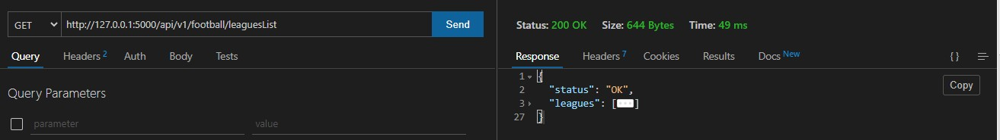 GET http://127.0.0.1:5000/api/v1/football/leaguesList Send
Query Headers 2 Auth Body Tests
Query Parameters
parameter value
Status: 200 OK Size: 644 Bytes Time: 49 ms
Response Headers 7 Cookies Results Docs New {}
Copy
1 {
2 "status": "OK",
3 "leagues": [···]
27 }